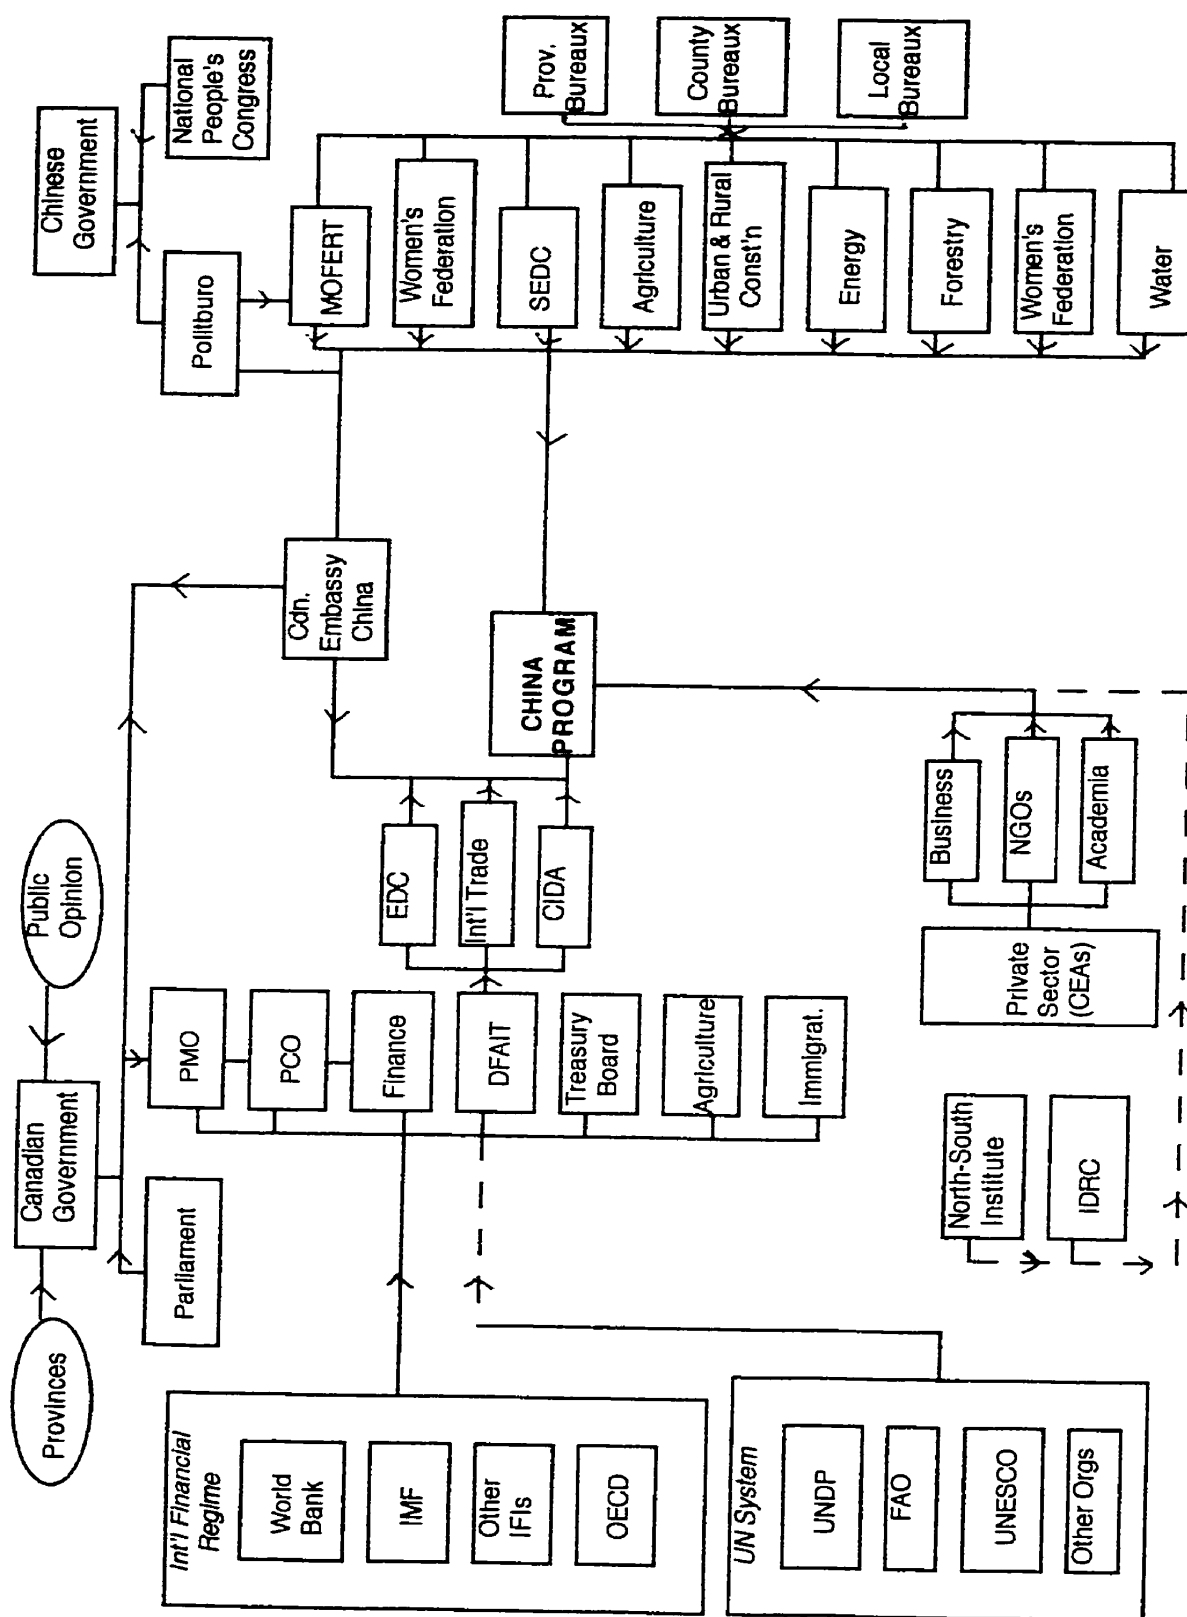 Provinces
Canadian
Government
Public
Opinion
Chinese
Government
Parliament
PMO
PCO
Finance
DFAIT
Treasury
Board
Agriculture
Immigrat.
EDC
Int'l Trade
CIDA
Cdn.
Embassy
China
CHINA
PROGRAM
Politburo
National
People's
Congress
MOFERT
Women's
Federation
SEDC
Agriculture
Urban & Rural
Const'n
Energy
Forestry
Women's
Federation
Water
Prov.
Bureaux
County
Bureaux
Local
Bureaux
Int'l Financial
Regime
World
Bank
IMF
Other
IFIs
OECD
UN System
UNDP
FAO
UNESCO
Other Orgs
North-South
Institute
IDRC
Private
Sector
(CEAs)
Business
NGOs
Academia